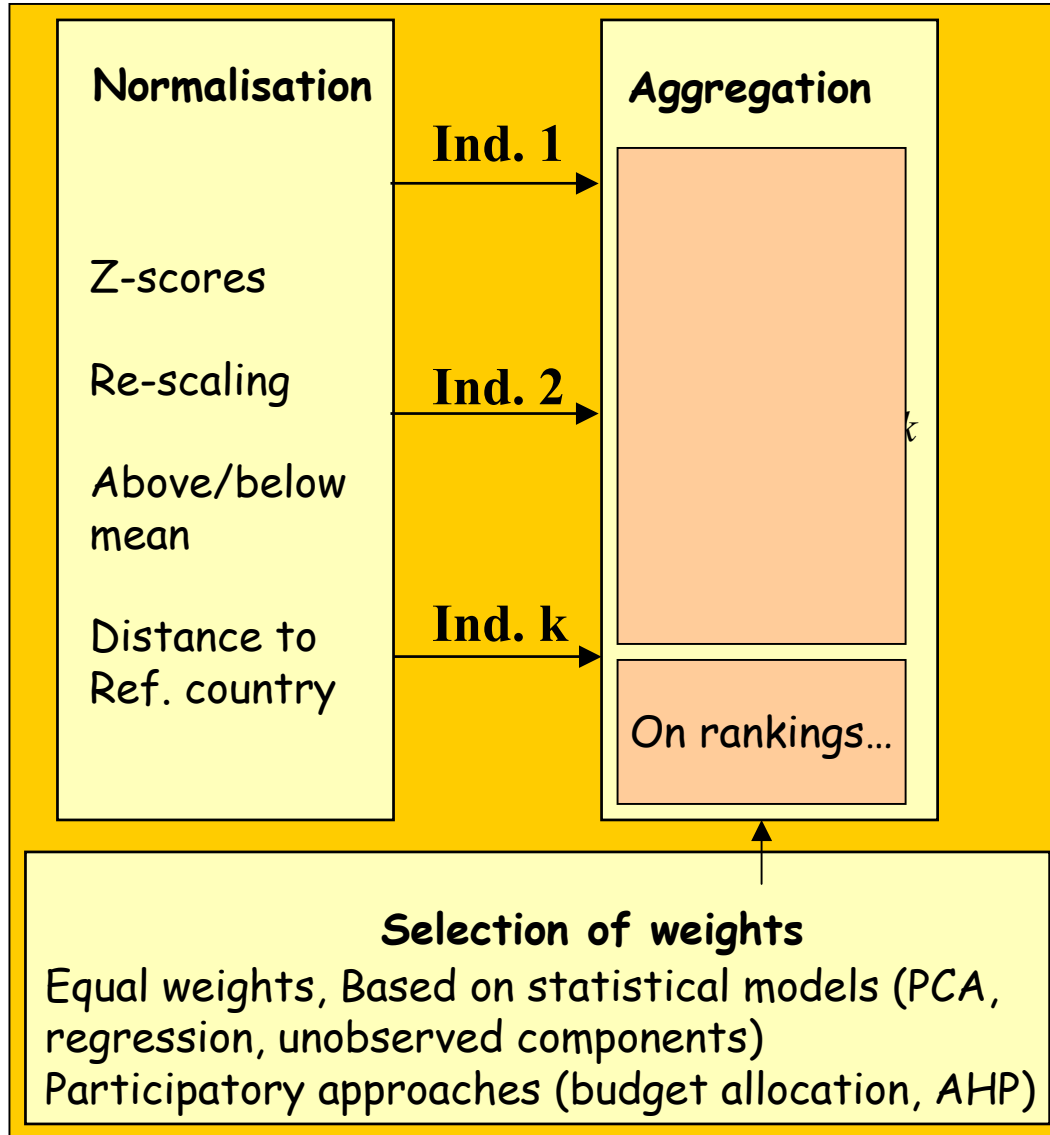 Normalisation
Z-scores
Re-scaling
Above/below
mean
Distance to
Ref. country
Ind. 1
Ind. 2
Ind. k
Aggregation
k
On rankings…
Selection of weights
Equal weights, Based on statistical models (PCA,
regression, unobserved components)
Participatory approaches (budget allocation, AHP)